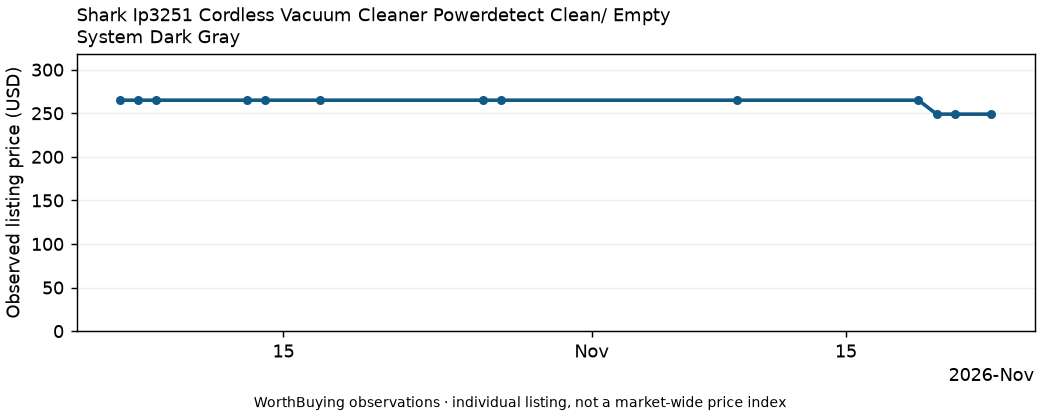 Shark Ip3251 Cordless Vacuum Cleaner Powerdetect Clean/ Empty
System Dark Gray
Observed listing price (USD)
300
250
200
150
100
50
0
15
Nov
15
2026-Nov
WorthBuying observations · individual listing, not a market-wide price index